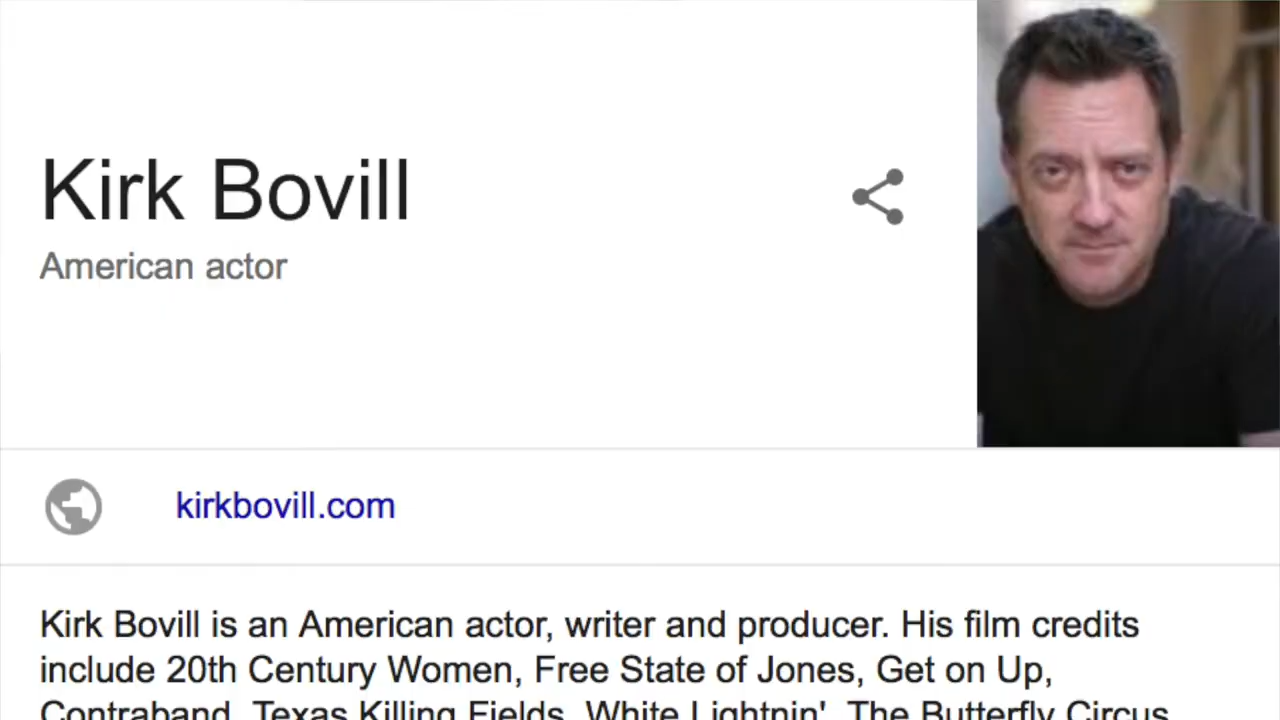 Kirk Bovill
American actor
kirkbovill.com
Kirk Bovill is an American actor, writer and producer. His film credits
include 20th Century Women, Free State of Jones, Get on Up,
Contraband, Texas Killing Fields, White Lightnin', The Butterfly Circus